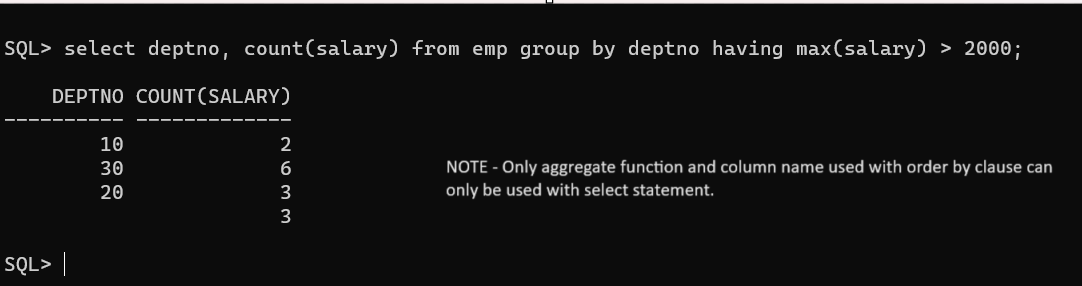 SQL> select deptno, count(salary) from emp group by deptno having max(salary) > 2000;
DEPTNO COUNT(SALARY)
---------- -------------
10 2
30 6
20 3
3
NOTE - Only aggregate function and column name used with order by clause can
only be used with select statement.
SQL>